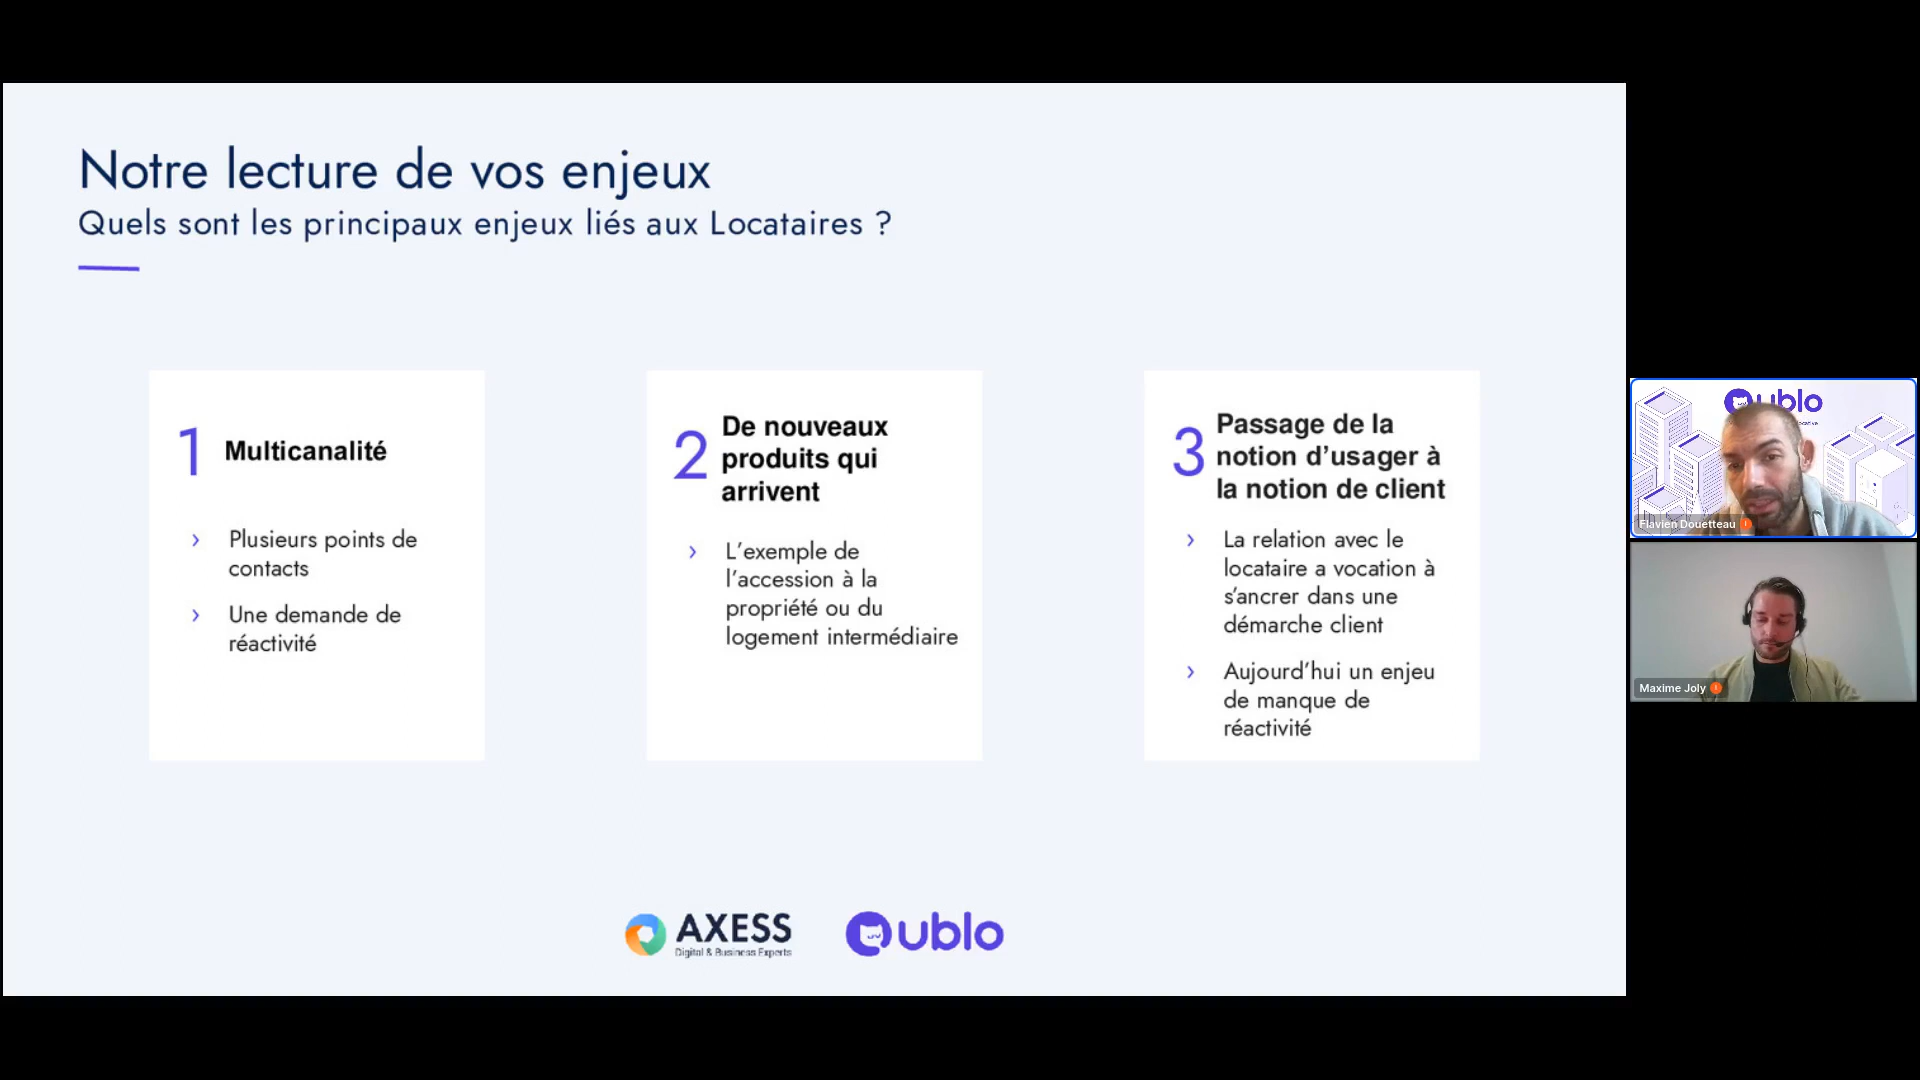 Notre lecture de vos enjeux
Quels sont les principaux enjeux liés aux Locataires ?
1 Multicanalité
› Plusieurs points de
contacts
› Une demande de
réactivité
2 De nouveaux
produits qui
arrivent
› L’exemple de
l’accession à la
propriété ou du
logement intermédiaire
3 Passage de la
notion d’usager à
la notion de client
› La relation avec le
locataire a vocation à
s’ancrer dans une
démarche client
› Aujourd’hui un enjeu
de manque de
réactivité
AXESS
Digital & Business Experts
ublo
ublo
Flavien Douetteau
Maxime Joly